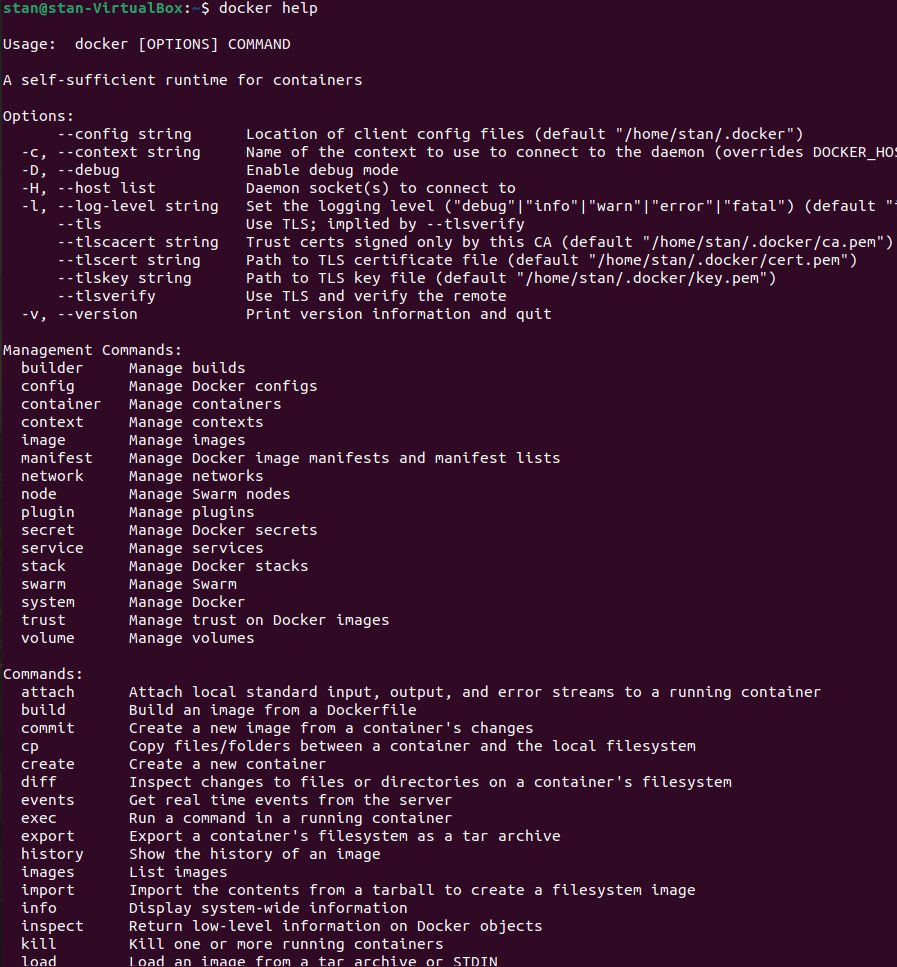 stan@stan-VirtualBox:~$ docker help

Usage:  docker [OPTIONS] COMMAND

A self-sufficient runtime for containers

Options:
      --config string      Location of client config files (default "/home/stan/.docker")
  -c, --context string     Name of the context to use to connect to the daemon (overrides DOCKER_HOS
  -D, --debug              Enable debug mode
  -H, --host list          Daemon socket(s) to connect to
  -l, --log-level string   Set the logging level ("debug"|"info"|"warn"|"error"|"fatal") (default "i
      --tls                Use TLS; implied by --tlsverify
      --tlscacert string   Trust certs signed only by this CA (default "/home/stan/.docker/ca.pem")
      --tlscert string     Path to TLS certificate file (default "/home/stan/.docker/cert.pem")
      --tlskey string      Path to TLS key file (default "/home/stan/.docker/key.pem")
      --tlsverify          Use TLS and verify the remote
  -v, --version            Print version information and quit

Management Commands:
  builder     Manage builds
  config      Manage Docker configs
  container   Manage containers
  context     Manage contexts
  image       Manage images
  manifest    Manage Docker image manifests and manifest lists
  network     Manage networks
  node        Manage Swarm nodes
  plugin      Manage plugins
  secret      Manage Docker secrets
  service     Manage services
  stack       Manage Docker stacks
  swarm       Manage Swarm
  system      Manage Docker
  trust       Manage trust on Docker images
  volume      Manage volumes

Commands:
  attach      Attach local standard input, output, and error streams to a running container
  build       Build an image from a Dockerfile
  commit      Create a new image from a container's changes
  cp          Copy files/folders between a container and the local filesystem
  create      Create a new container
  diff        Inspect changes to files or directories on a container's filesystem
  events      Get real time events from the server
  exec        Run a command in a running container
  export      Export a container's filesystem as a tar archive
  history     Show the history of an image
  images      List images
  import      Import the contents from a tarball to create a filesystem image
  info        Display system-wide information
  inspect     Return low-level information on Docker objects
  kill        Kill one or more running containers
  load        Load an image from a tar archive or STDIN